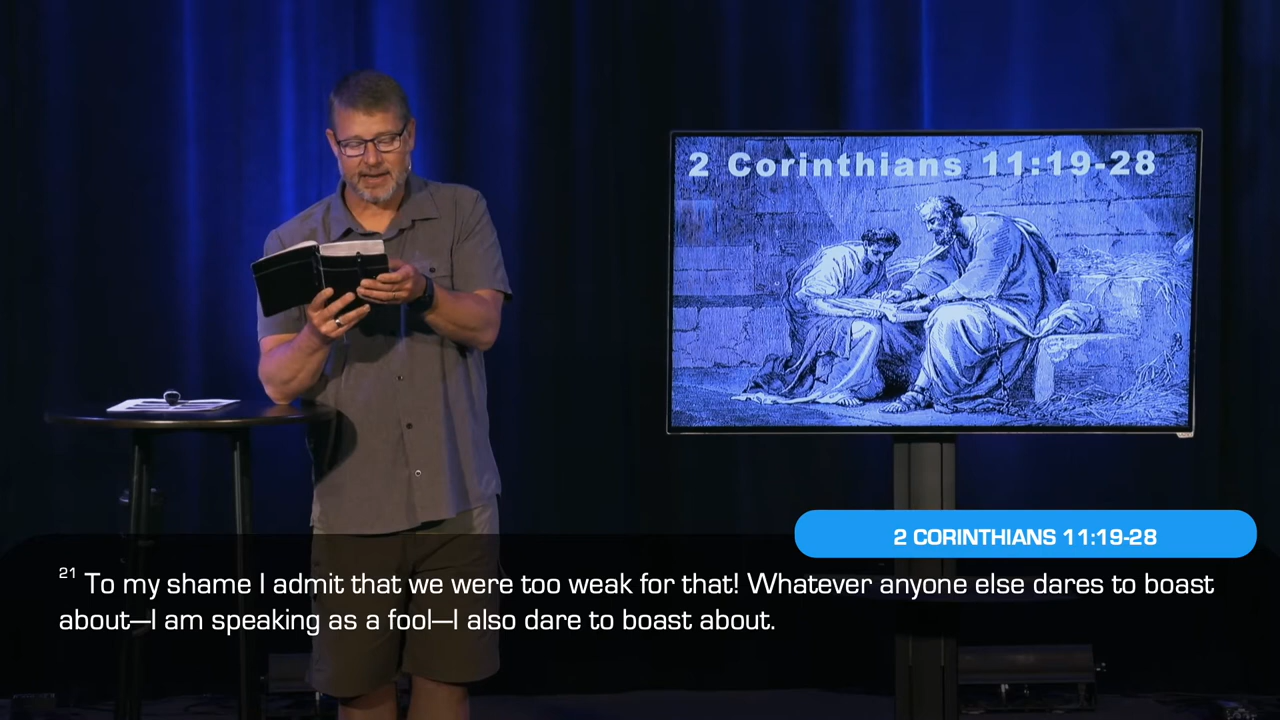 2 Corinthians 11:19-28
2 CORINTHIANS 11:19-28
21 To my shame I admit that we were too weak for that! Whatever anyone else dares to boast
about—I am speaking as a fool—I also dare to boast about.